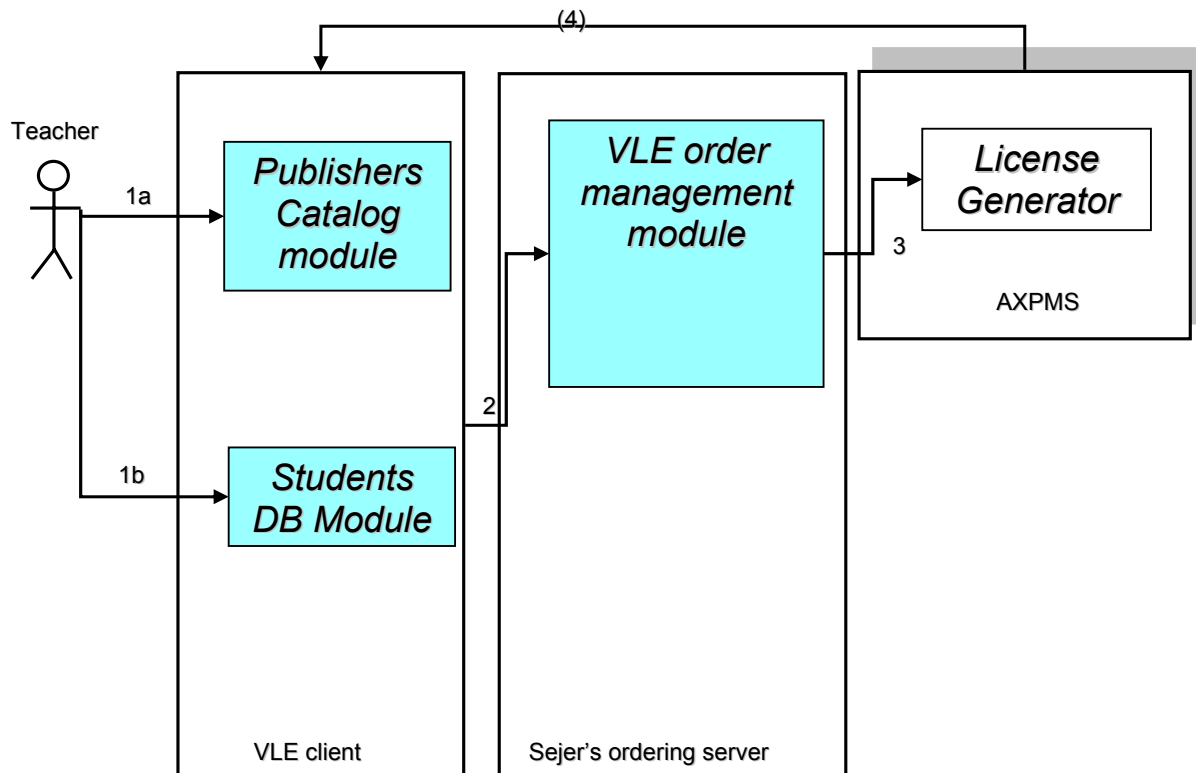 (4)
Teacher
1a
Publishers
Catalog
module
VLE order
management
module
License
Generator
3
AXPMS
2
1b
Students
DB Module
VLE client
Sejer's ordering server